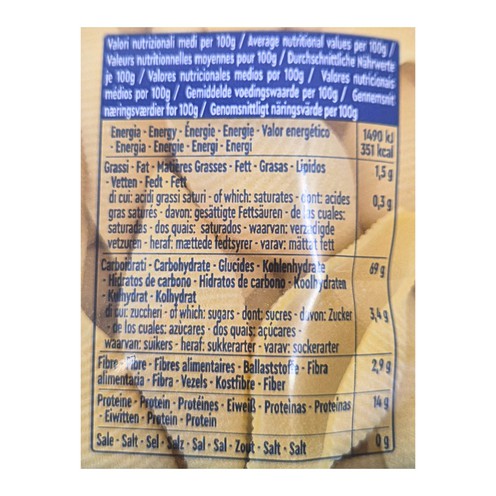 Valori nutrizionali medi per 100g / Average nutritional values per 100g /
Valeurs nutritionnelles moyennes pour 100g / Durchschnittliche Nährwerte
je 100g / Valores nutricionales medios por 100g / Valores nutricionais
médios por 100g / Gemiddelde voedingswaarde per 100g / Gennemsnit
næringsværdier for 100g / Genomsnittligt näringsvärde per 100g
Energia - Energy - Énergie - Energie - Valor energético 1490 kJ
- Energia - Energie - Energi - Energi 351 kcal
Grassi - Fat - Matières Grasses - Fett - Grasas - Lípidos 1,5 g
- Vetten - Fedt - Fett
di cui: acidi grassi saturi - of which: saturates - dont: acides 0,3 g
gras saturés - davon: gesättigte Fettsäuren - de las cuales:
saturadas - dos quais: saturados - waarvan: verzadigde
vetzuren - heraf: mættede fedtsyrer - varav: mättat fett
Carboidrati - Carbohydrate - Glucides - Kohlenhydrate 69 g
- Hidratos de carbono - Hidratos de carbono - Koolhydraten
- Kulhydrat - Kolhydrat
di cui: zuccheri - of which: sugars - dont: sucres - davon: Zucker 3,4 g
- de los cuales: azúcares - dos quais: açúcares -
waarvan: suikers - heraf: sukkerarter - varav: sockerarter
Fibre - Fibre - Fibres alimentaires - Ballaststoffe - Fibra 2,9 g
alimentaria - Fibra - Vezels - Kostfibre - Fiber
Proteine - Protein - Protéines - Eiweiß - Proteínas - Proteínas 14 g
- Eiwitten - Protein - Protein
Sale - Salt - Sel - Salz - Sal - Sal - Zout - Salt - Salt 0 g